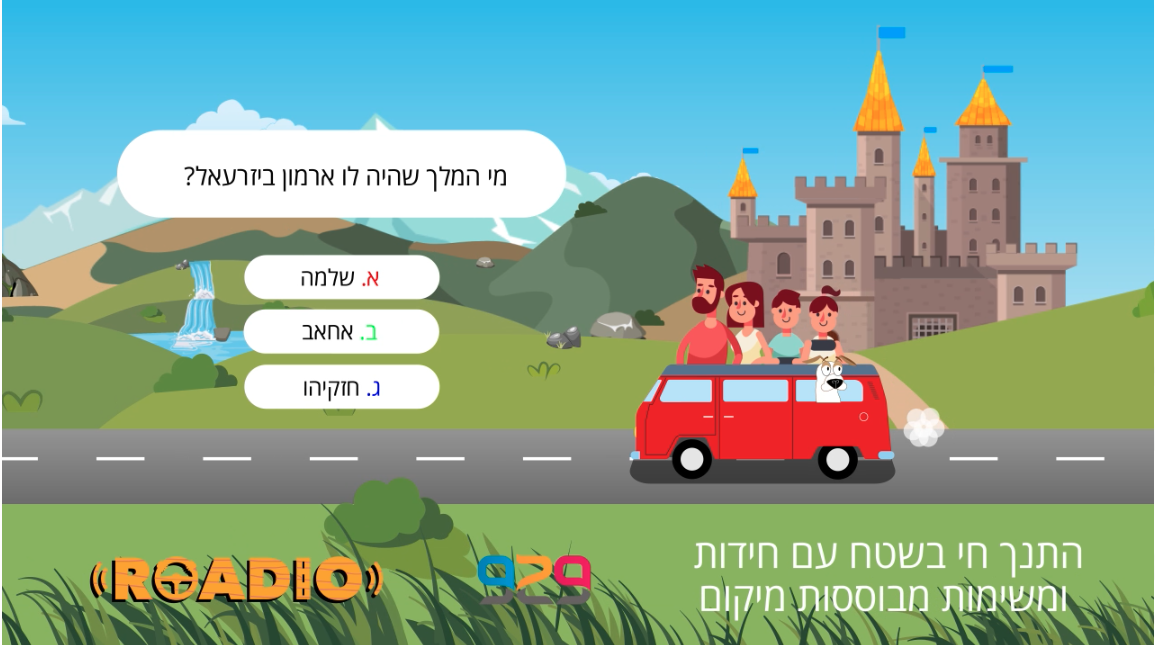 מי המלך שהיה לו ארמון ביזרעאל?
א. שלמה
ב. אחאב
ג. חזקיהו
התנך חי בשטח עם חידות
ומשימות מבוססות מיקום
929
ROADIO